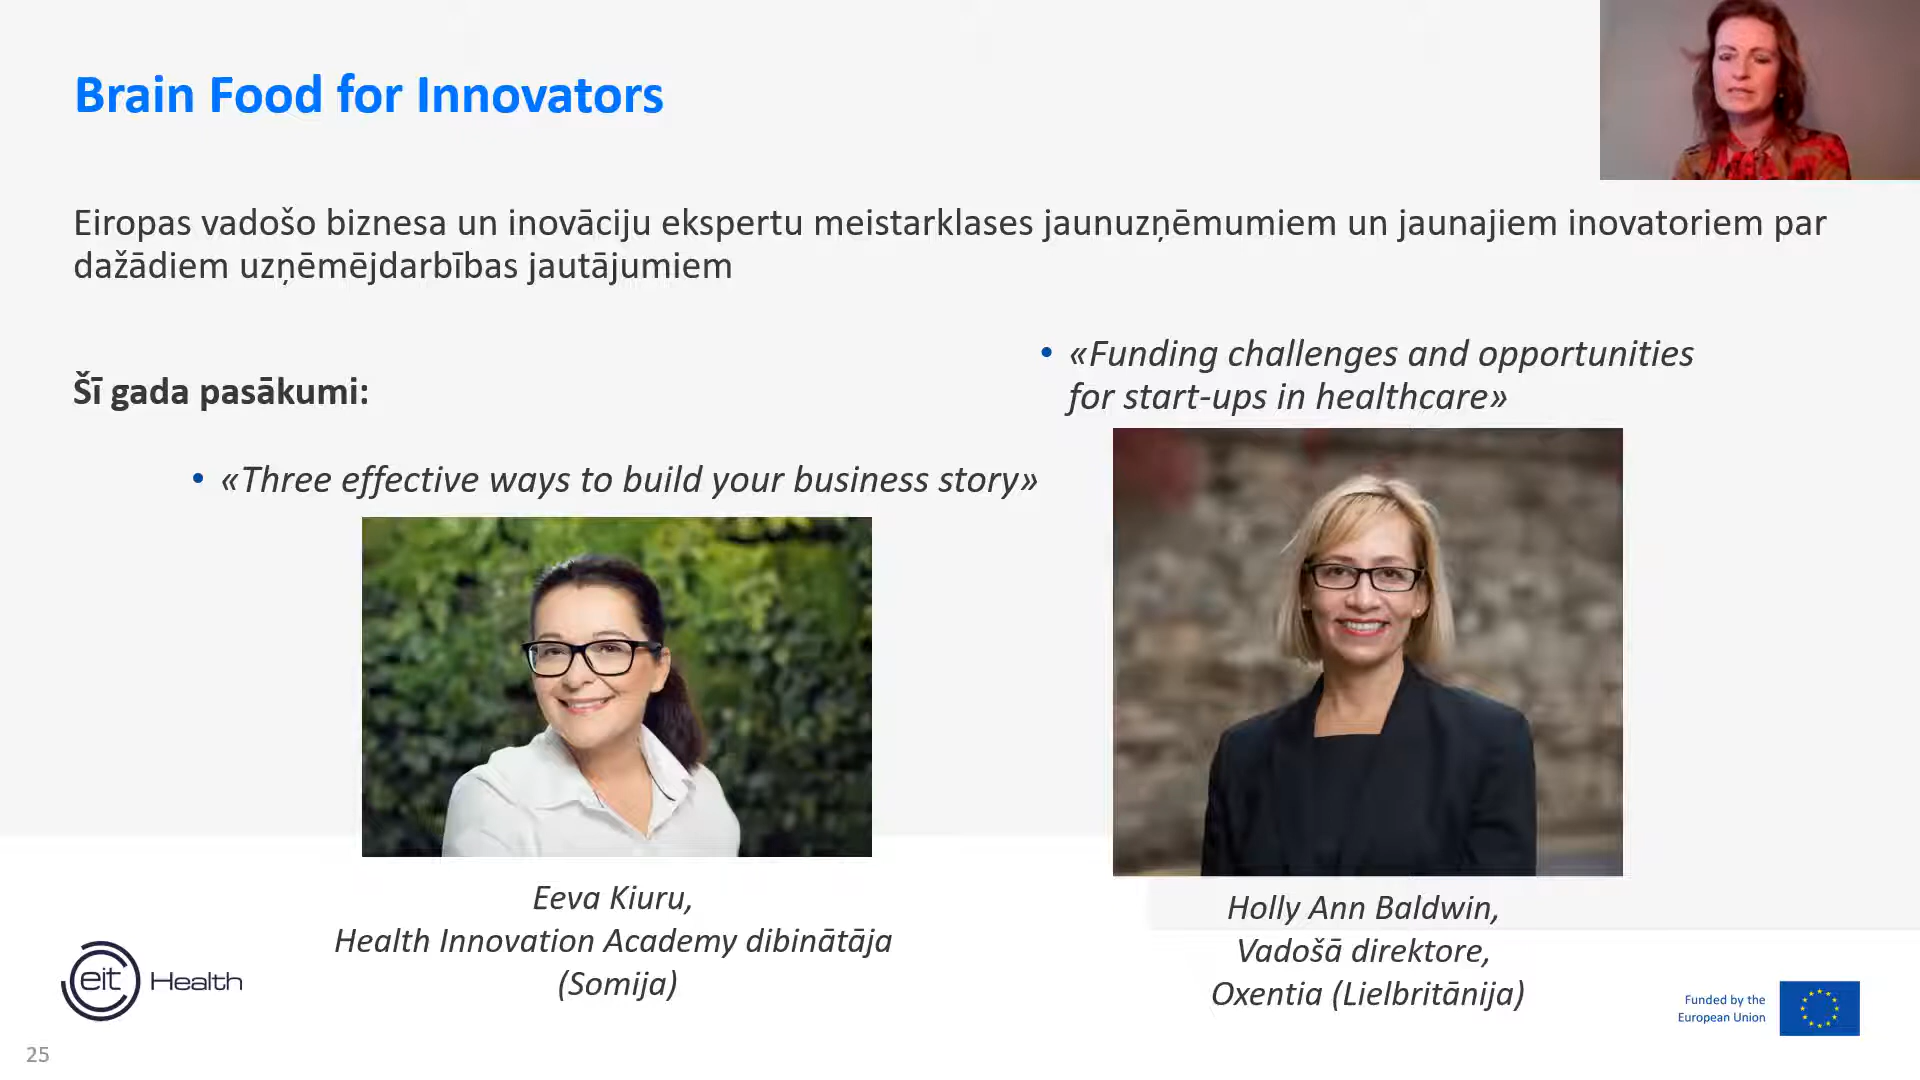 Brain Food for Innovators
Eiropas vadošo biznesa un inovāciju ekspertu meistarklases jaunuzņēmumiem un jaunajiem inovatoriem par
dažādiem uzņēmējdarbības jautājumiem
Šī gada pasākumi:
• «Three effective ways to build your business story»
Eeva Kiuru,
Health Innovation Academy dibinātāja
(Somija)
• «Funding challenges and opportunities
for start-ups in healthcare»
Holly Ann Baldwin,
Vadošā direktore,
Oxentia (Lielbritānija)
eit Health
Funded by the
European Union
25